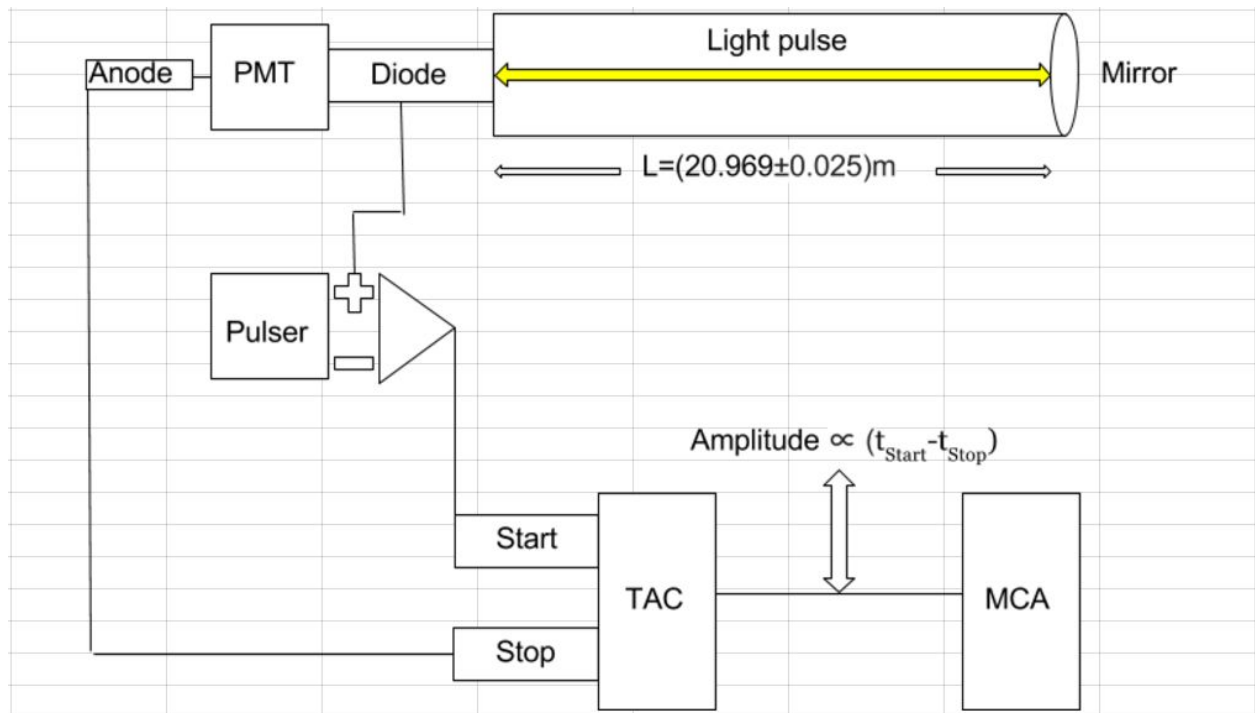 Light pulse
Anode
PMT
Diode
Mirror
L=(20.969±0.025)m
Pulser
Amplitude ∝ (tStart-tStop)
Start
TAC
MCA
Stop